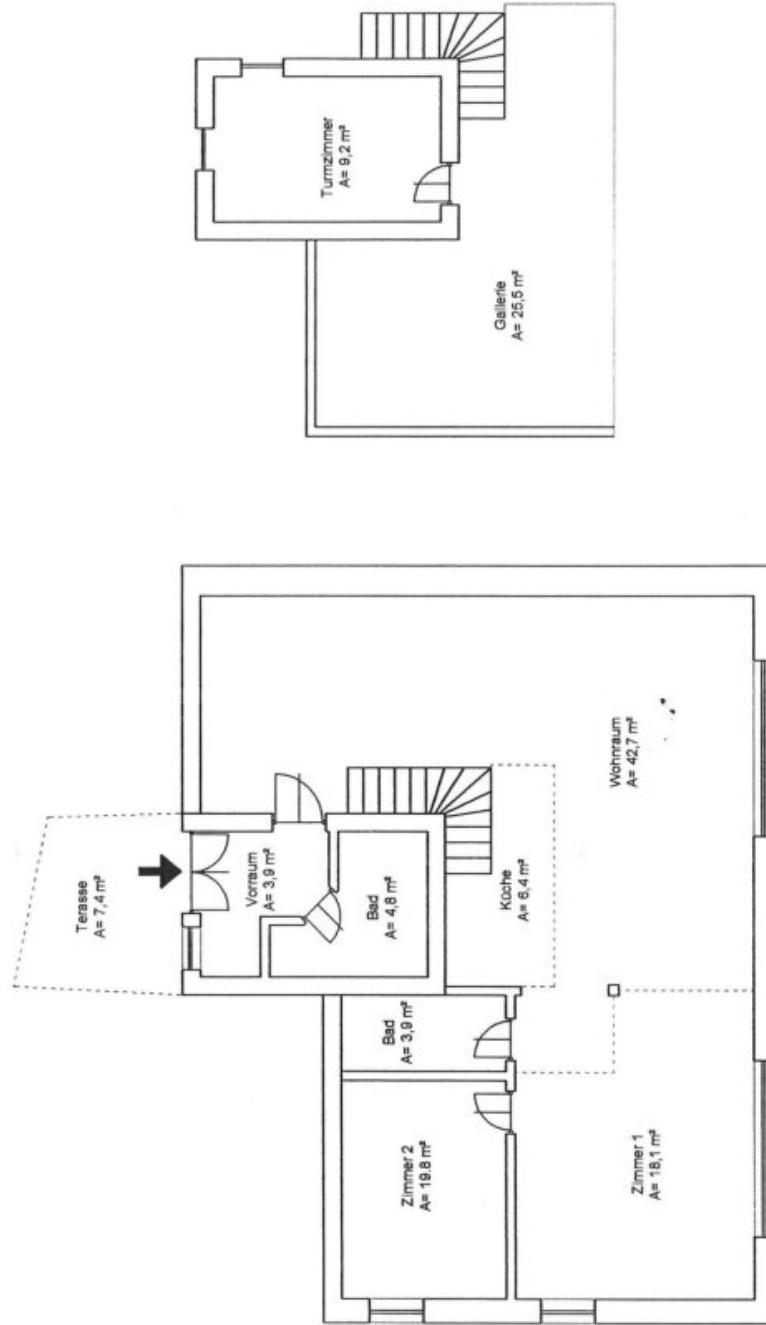 Terasse
A= 7,4 m²
Vorraum
A= 3,9 m²
Bad
A= 4,8 m²
Bad
A= 3,9 m²
Küche
A= 6,4 m²
Zimmer 2
A= 19.8 m²
Zimmer 1
A= 18,1 m²
Wohnraum
A= 42,7 m²
Turmzimmer
A= 9,2 m²
Gallerie
A= 25,5 m²